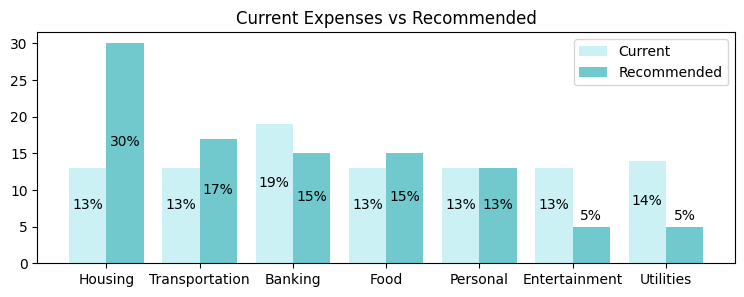 Current Expenses vs Recommended
Current
Recommended
30
25
20
15
10
5
0
13%
30%
13%
17%
19%
15%
13%
15%
13%
13%
13%
5%
14%
5%
Housing
Transportation
Banking
Food
Personal
Entertainment
Utilities